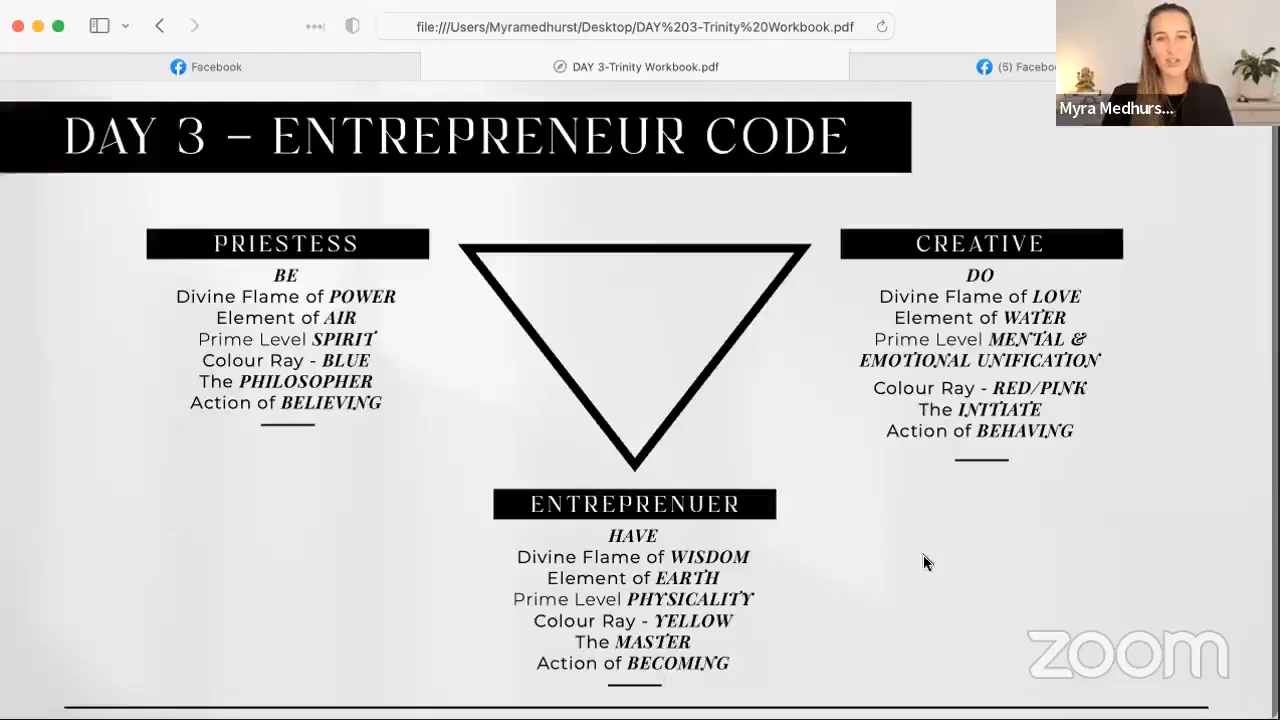 file:///Users/Myramedhurst/Desktop/DAY%203-Trinity%20Workbook.pdf
Facebook
DAY 3-Trinity Workbook.pdf
(5) Facebo
Myra Medhurs...
DAY 3 – ENTREPRENEUR CODE
PRIESTESS
BE
Divine Flame of POWER
Element of AIR
Prime Level SPIRIT
Colour Ray - BLUE
The PHILOSOPHER
Action of BELIEVING
CREATIVE
DO
Divine Flame of LOVE
Element of WATER
Prime Level MENTAL &
EMOTIONAL UNIFICATION
Colour Ray - RED/PINK
The INITIATE
Action of BEHAVING
ENTREPRENUER
HAVE
Divine Flame of WISDOM
Element of EARTH
Prime Level PHYSICALITY
Colour Ray - YELLOW
The MASTER
Action of BECOMING
zoom